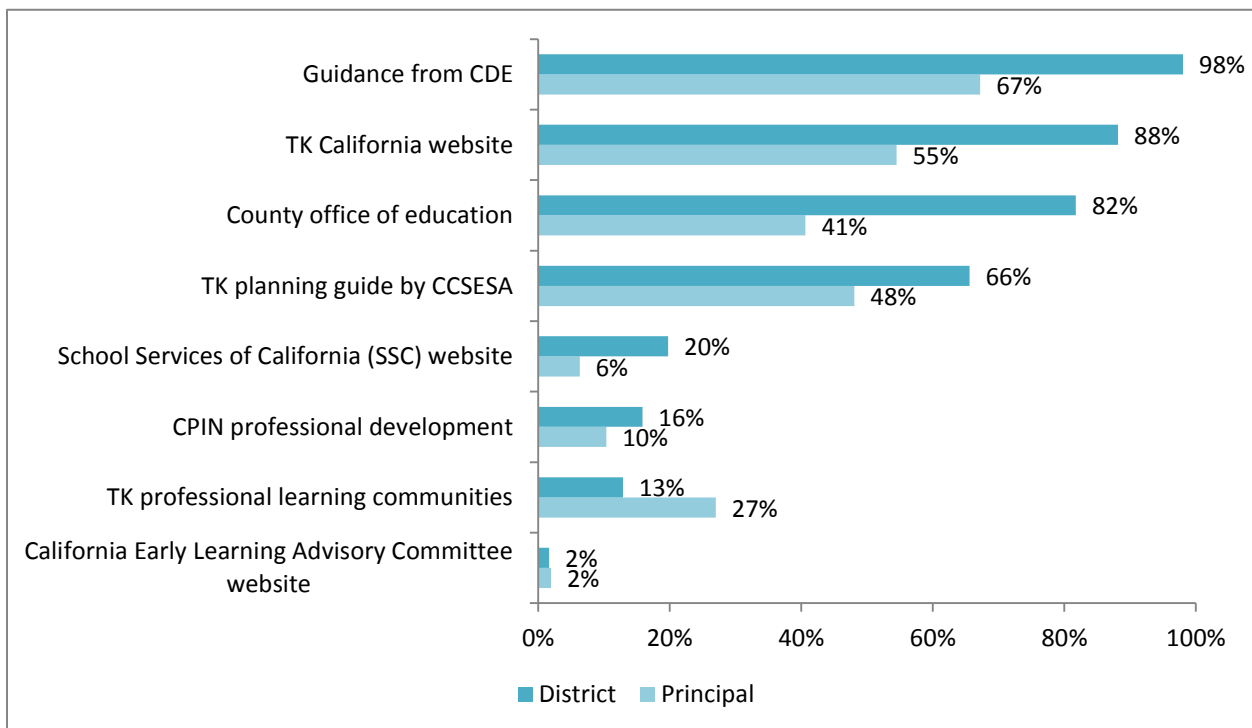 Guidance from CDE
98%
67%
TK California website
88%
55%
County office of education
82%
41%
TK planning guide by CCSESA
66%
48%
School Services of California (SSC) website
20%
6%
CPIN professional development
16%
10%
TK professional learning communities
13%
27%
California Early Learning Advisory Committee
website
2%
2%
0% 20% 40% 60% 80% 100%
District Principal